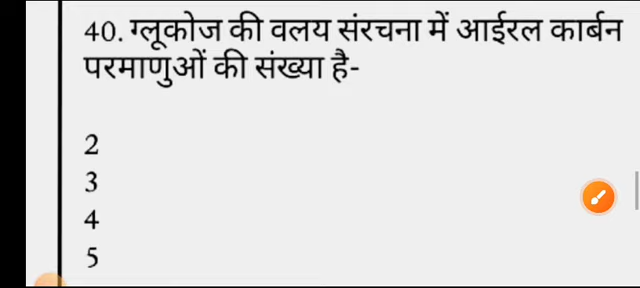 40. ग्लूकोज की वलय संरचना में आईरल कार्बन
परमाणुओं की संख्या है-
2
3
4
5